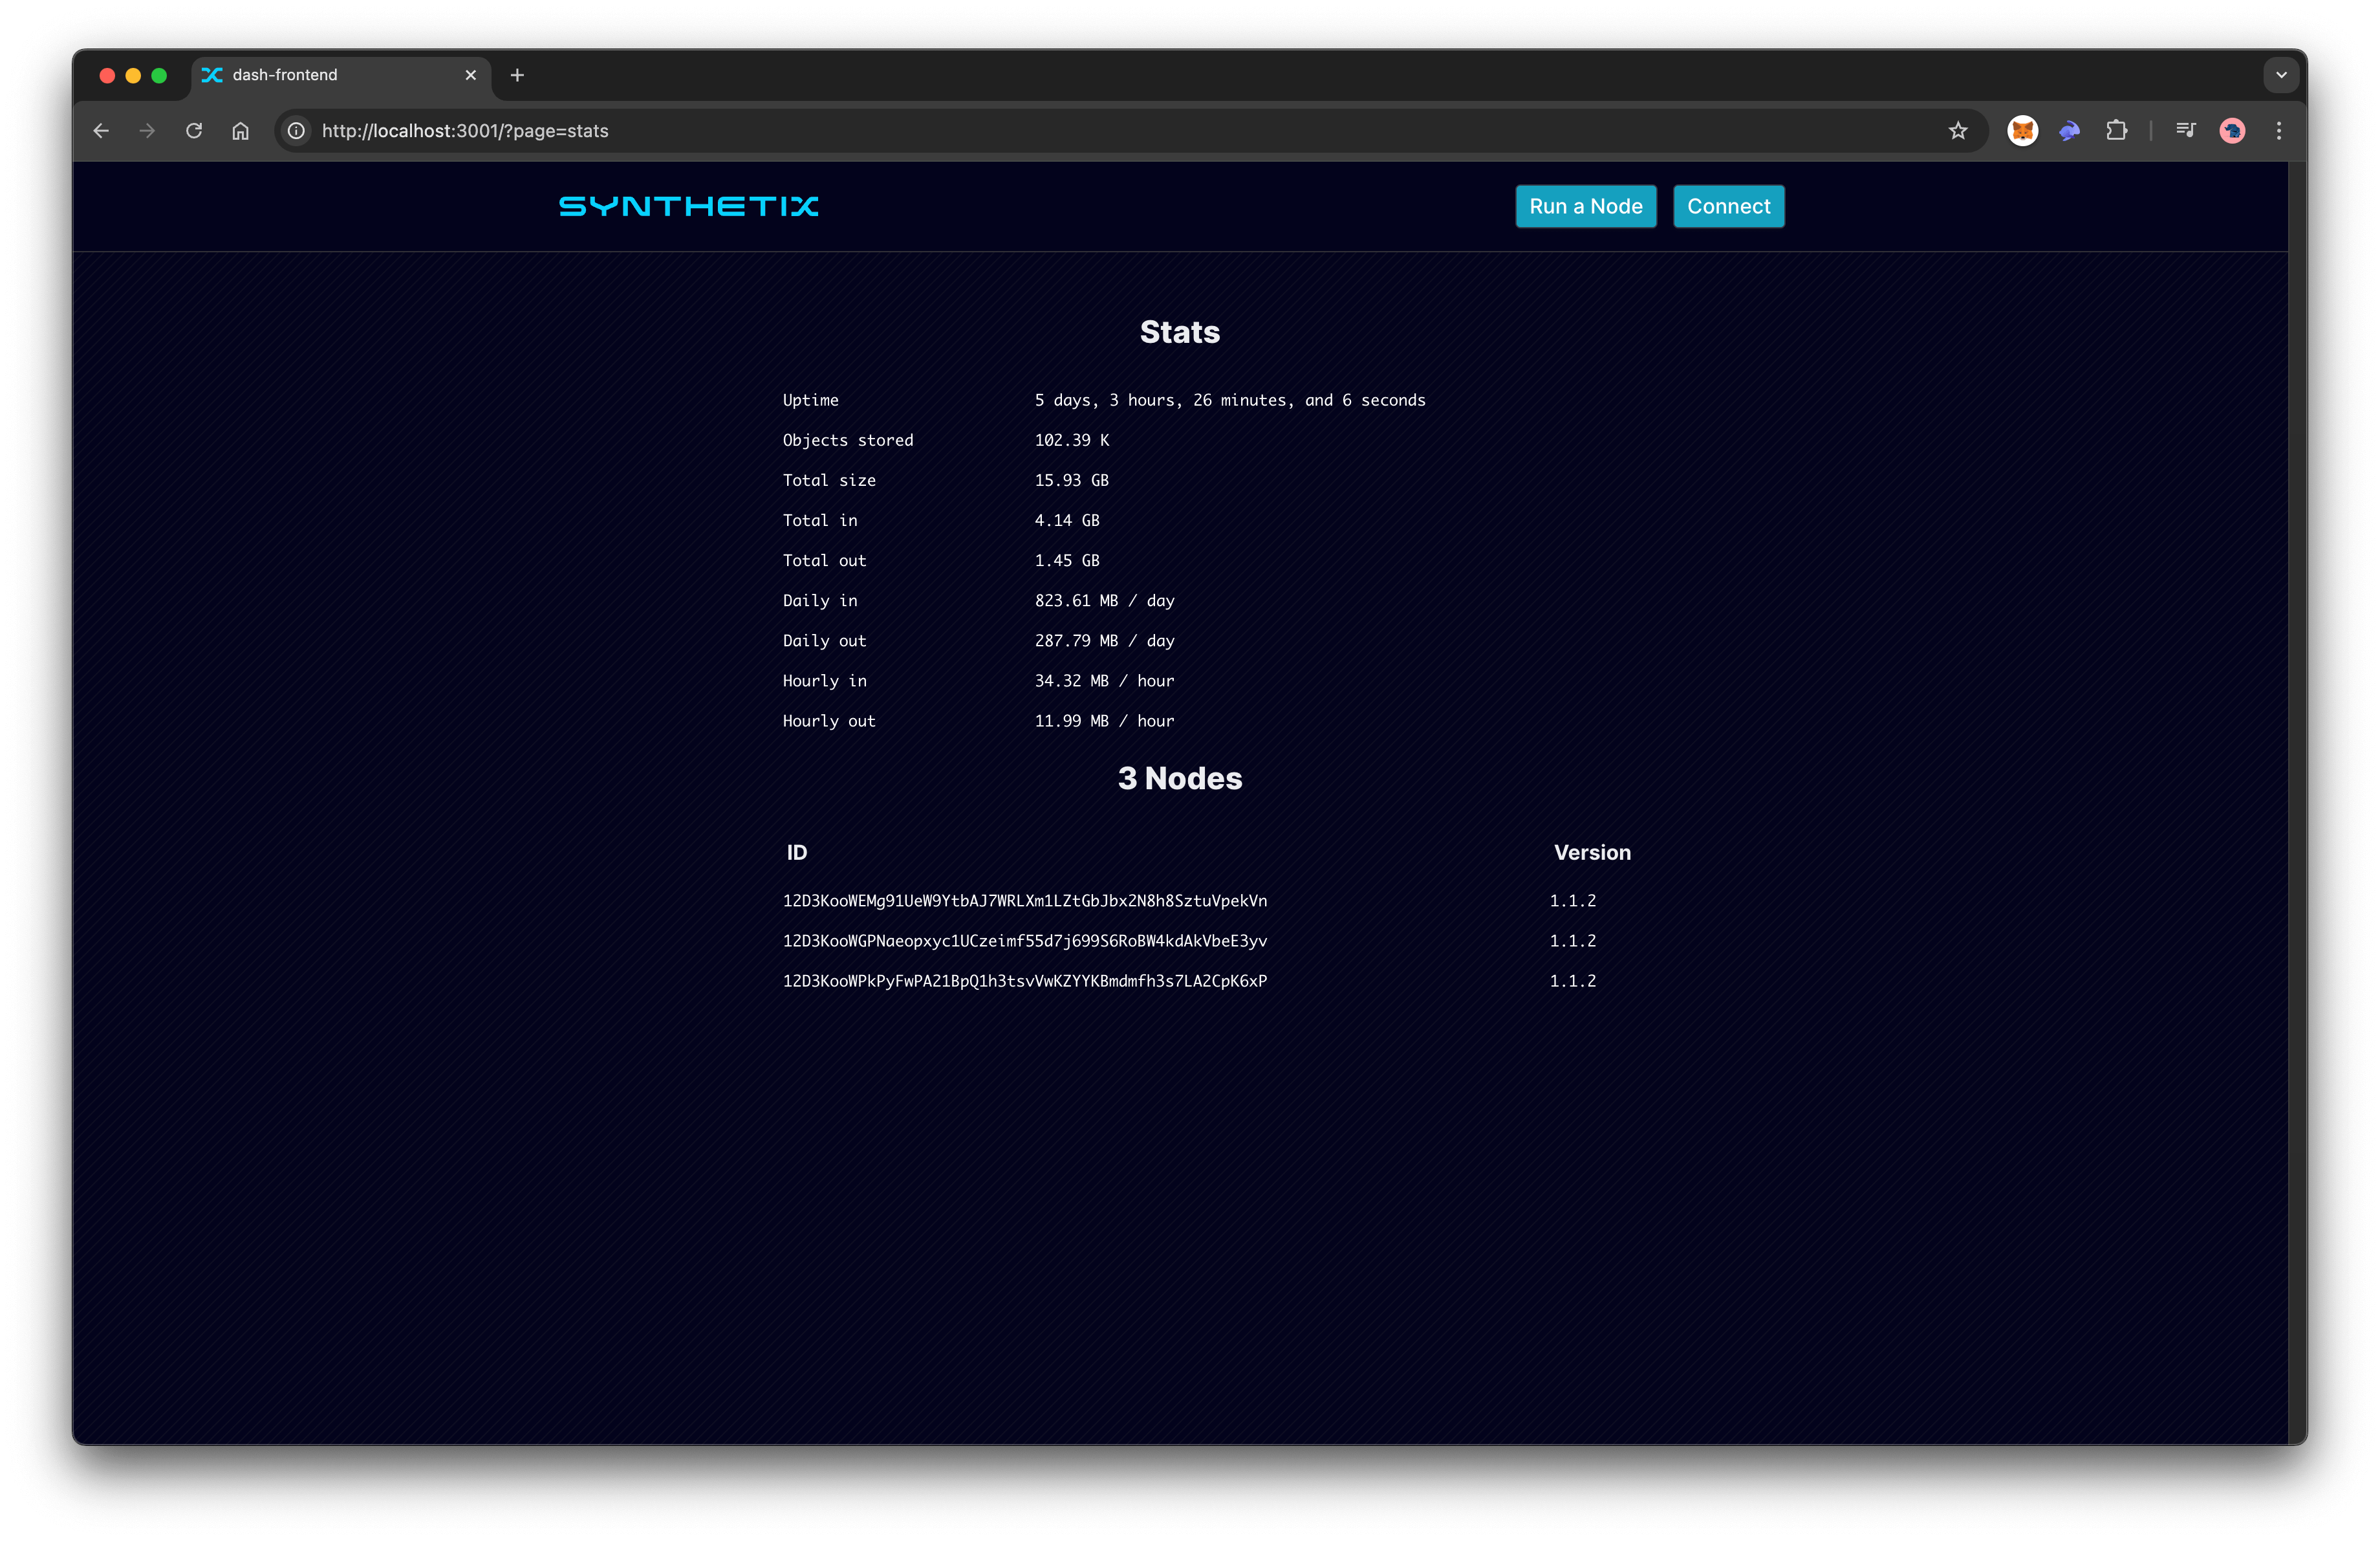 dash-frontend
http://localhost:3001/?page=stats
SYNTHETIX
Run a Node
Connect
Stats
Uptime 5 days, 3 hours, 26 minutes, and 6 seconds
Objects stored 102.39 K
Total size 15.93 GB
Total in 4.14 GB
Total out 1.45 GB
Daily in 823.61 MB / day
Daily out 287.79 MB / day
Hourly in 34.32 MB / hour
Hourly out 11.99 MB / hour
3 Nodes
ID Version
12D3KooWEMg91UeW9YtbAJ7WRLXm1LZtGbJbx2N8h8SztuVpekVn 1.1.2
12D3KooWGPNaeopxyc1UCzeimf55d7j699S6RoBW4kdAkVbeE3yv 1.1.2
12D3KooWPkPyFwPA21BpQ1h3tsvVwKZYYKBmdmfh3s7LA2CpK6xP 1.1.2